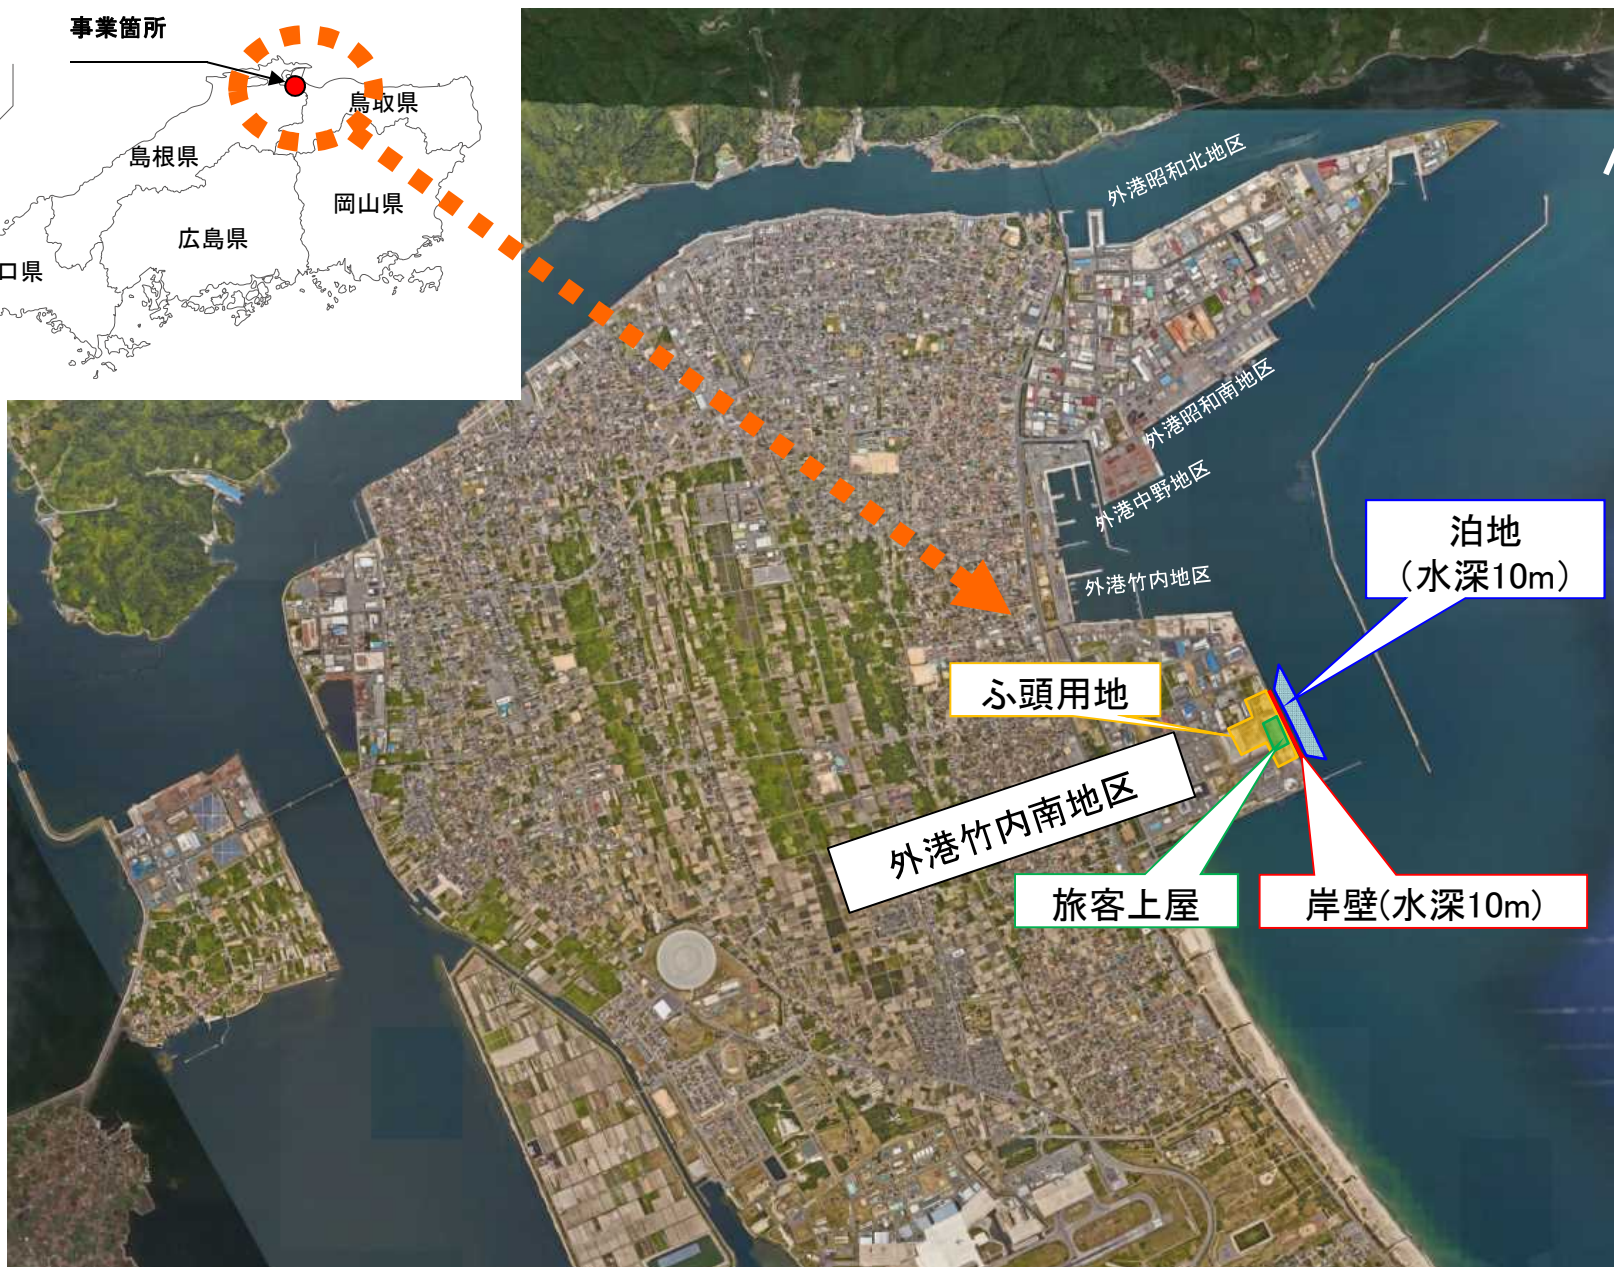 事業箇所
鳥取県
島根県
岡山県
広島県
口県
外港昭和北地区
外港昭和南地区
外港中野地区
外港竹内地区
泊地
(水深10m)
ふ頭用地
外港竹内南地区
旅客上屋
岸壁(水深10m)